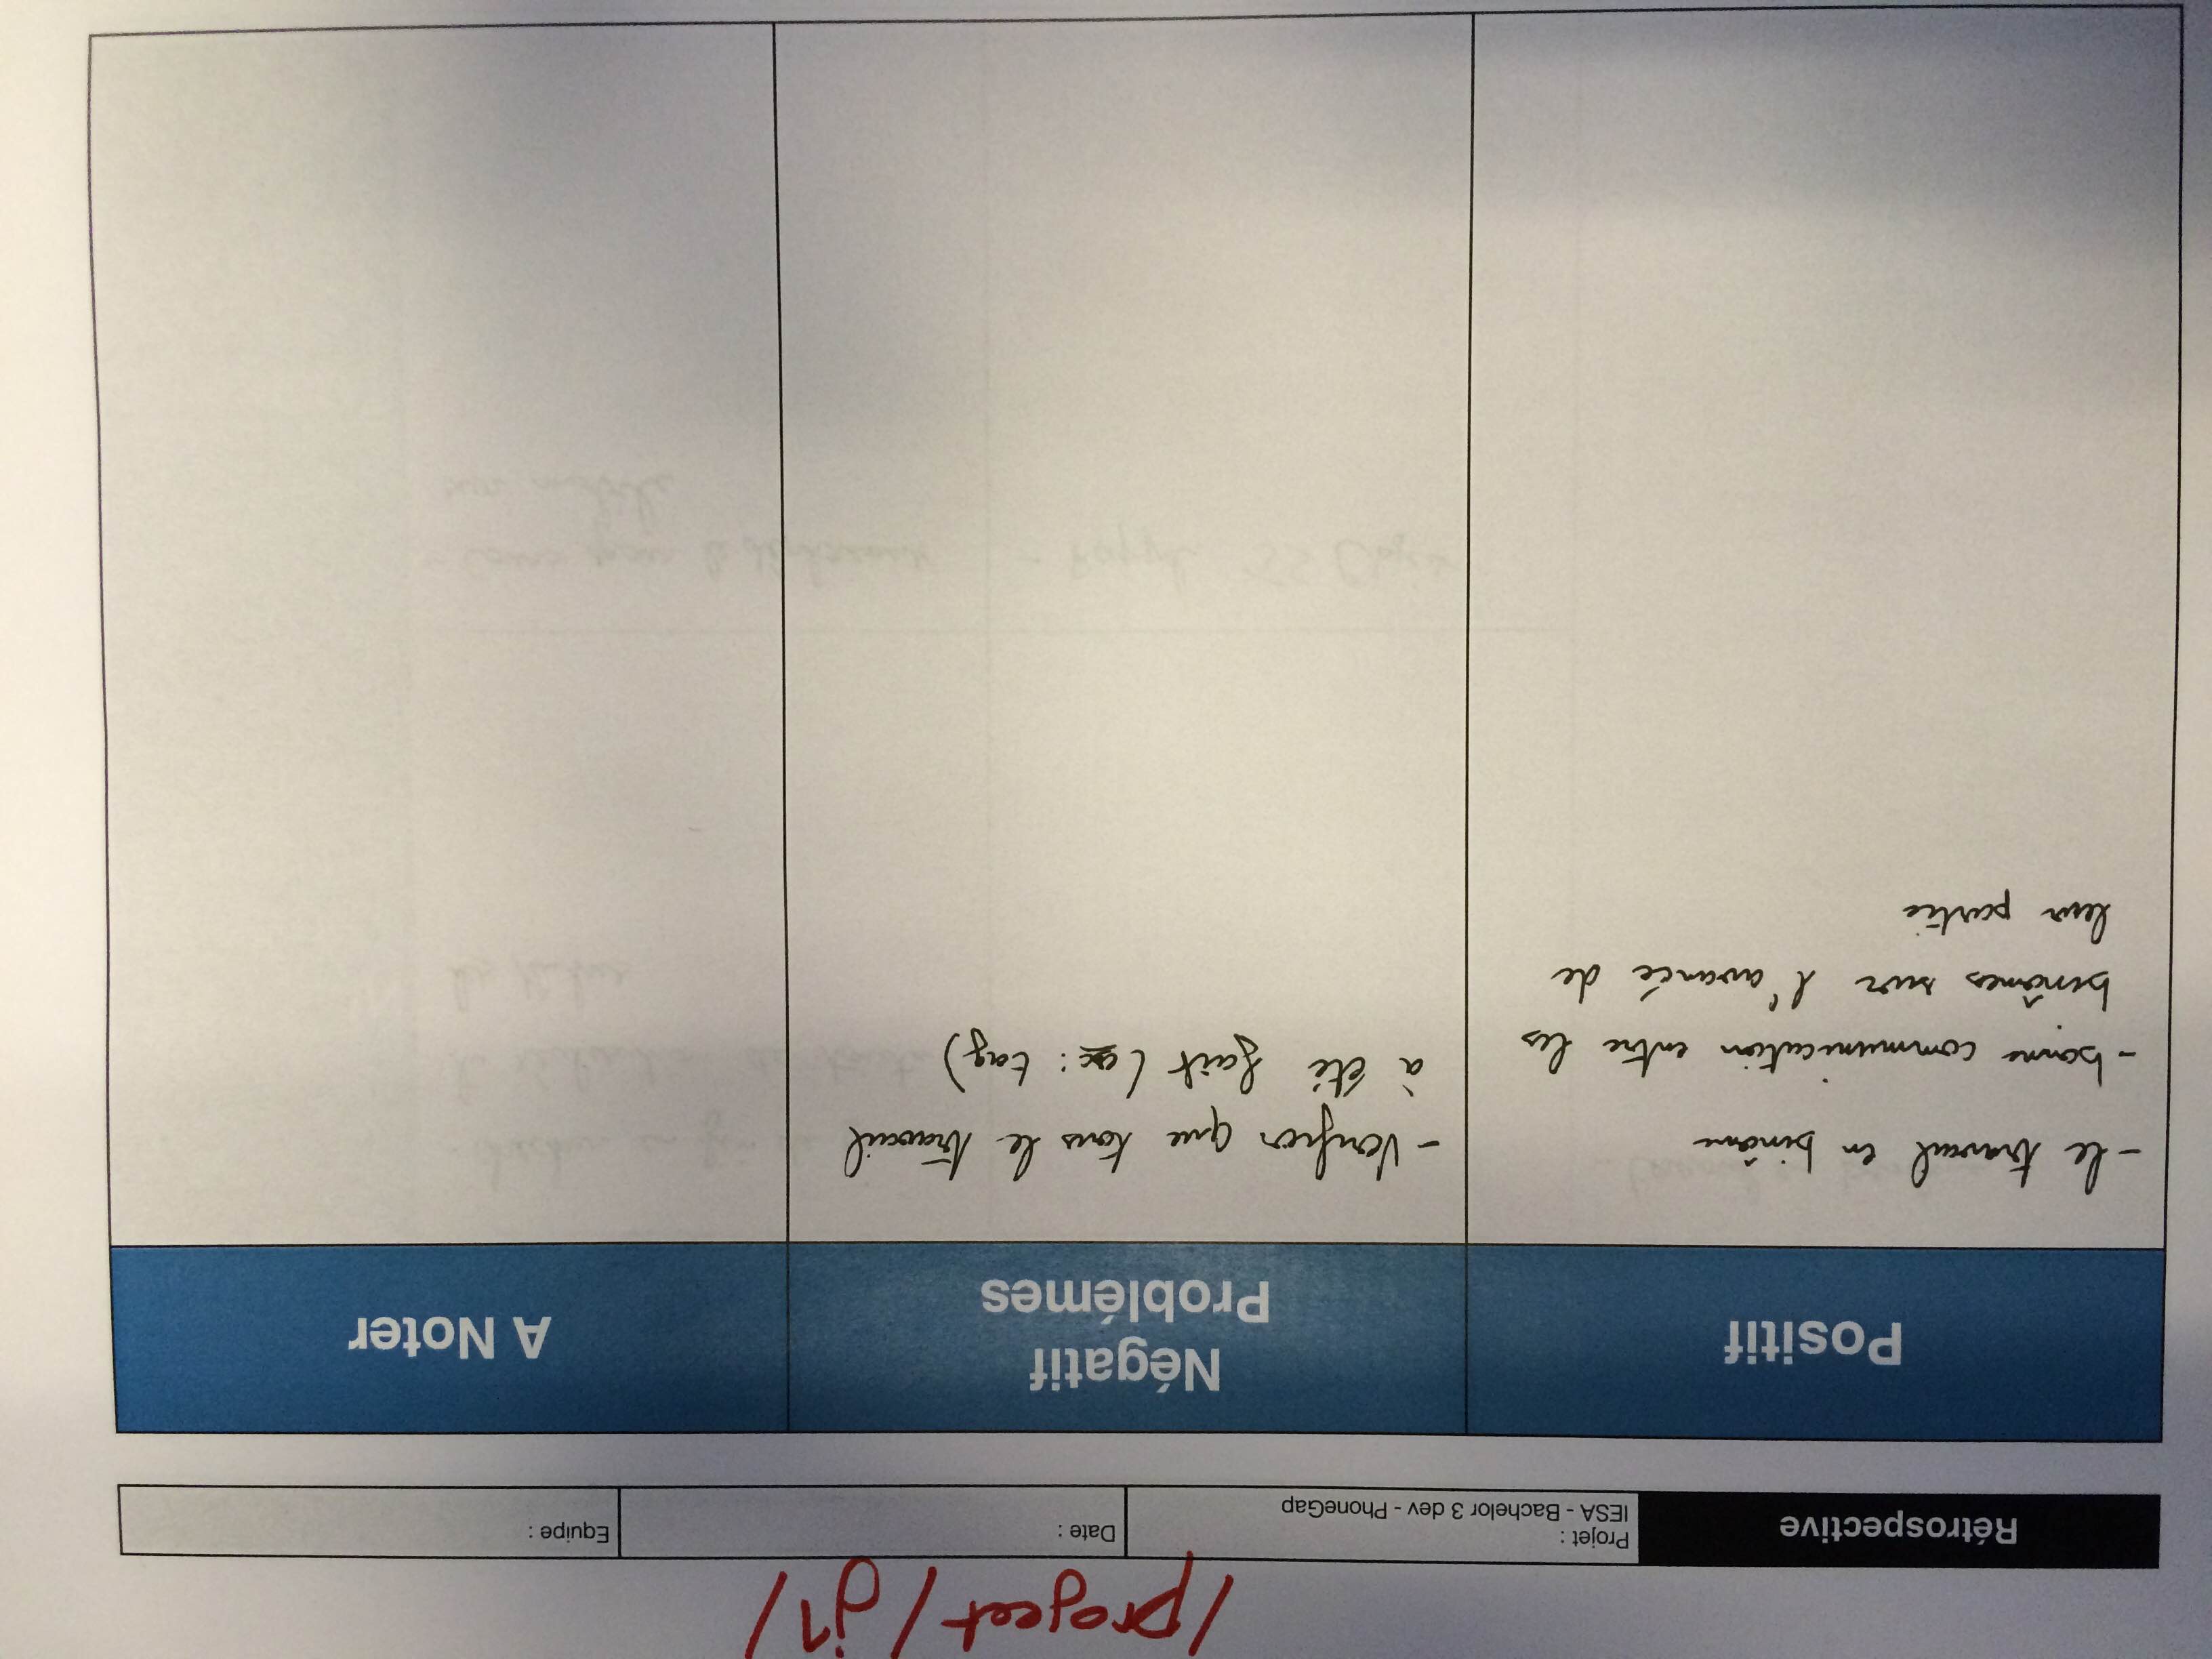 /project/j1/
Rétrospective
Projet :
IESA - Bachelor 3 dev - PhoneGap
Date :
Equipe :
Positif
Négatif
Problémes
A Noter
- le travail en binôme
- bonne communication entre les
binômes sur l'avancé de
leur partie
- Verifier que tous le travail
à été fait (ex : tag)